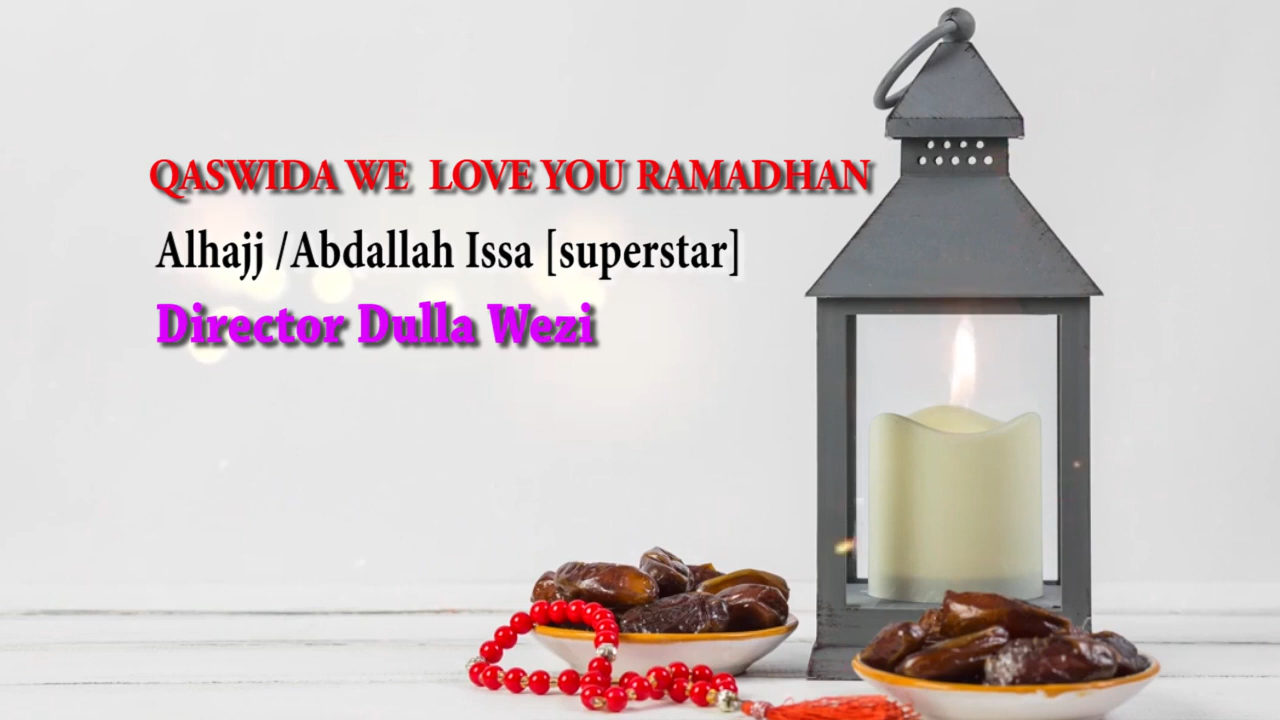 QASWIDA WE LOVE YOU RAMADHAN
Alhajj /Abdallah Issa [superstar]
Director Dulla Wezi